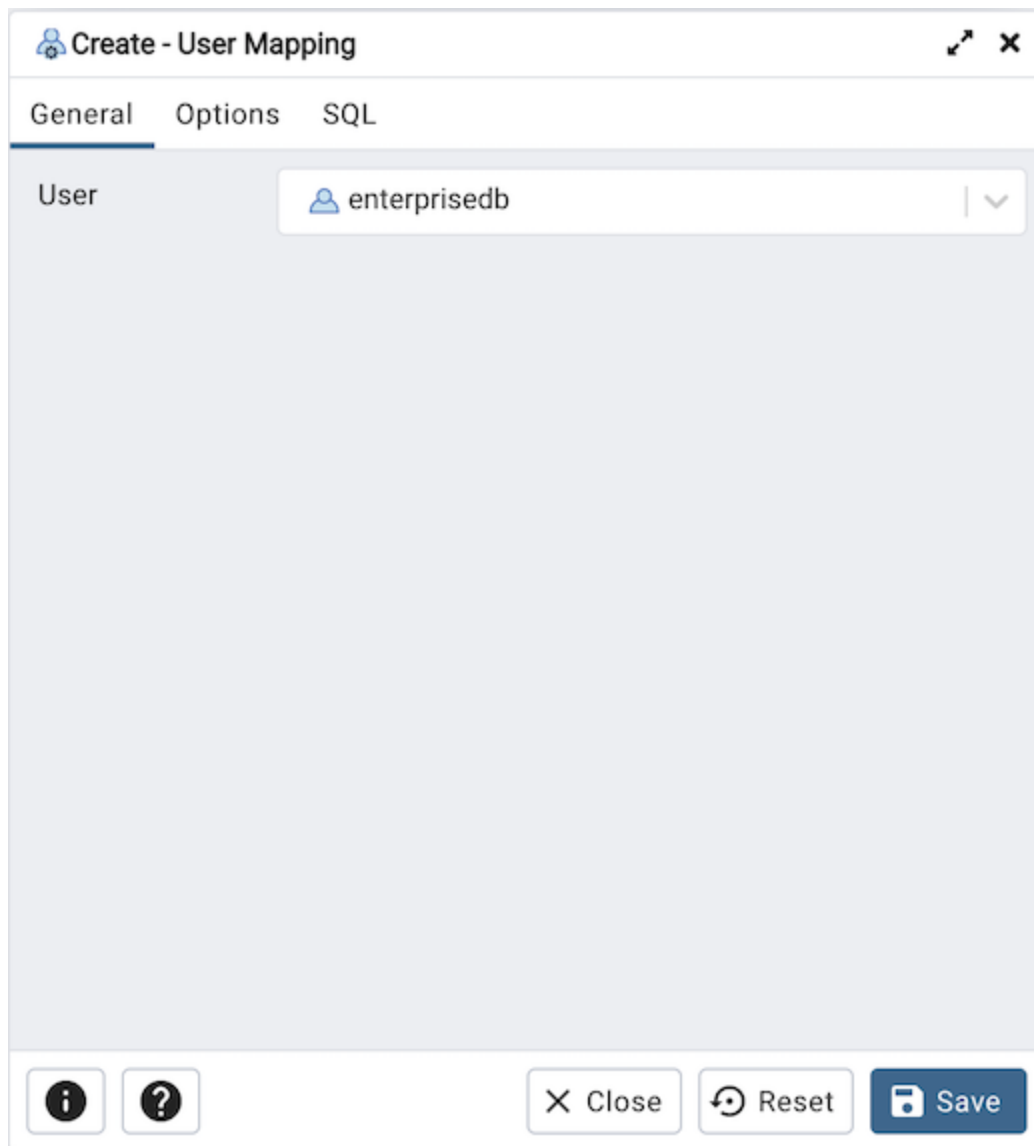 Create - User Mapping
General Options SQL
User enterprisedb
Close Reset Save